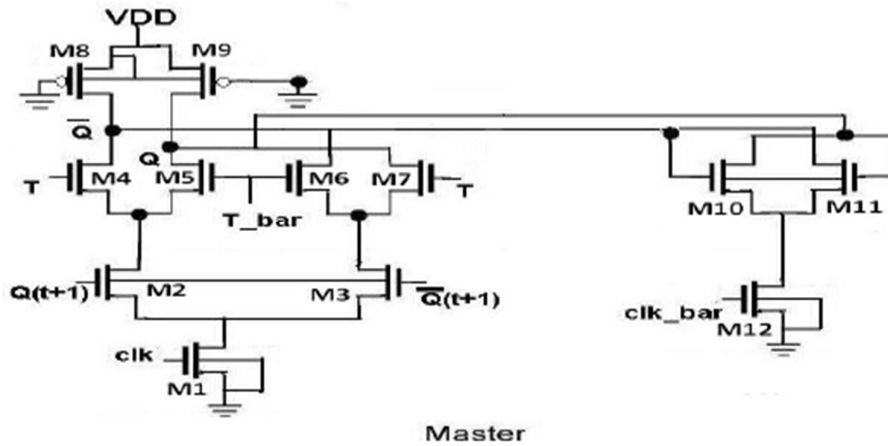 VDD
M8 M9
Q
Q
T M4 M5 M6 M7 T
T_bar
M10 M11
Q(t+1) M2 M3 Q(t+1)
clk_bar M12
clk
M1
Master